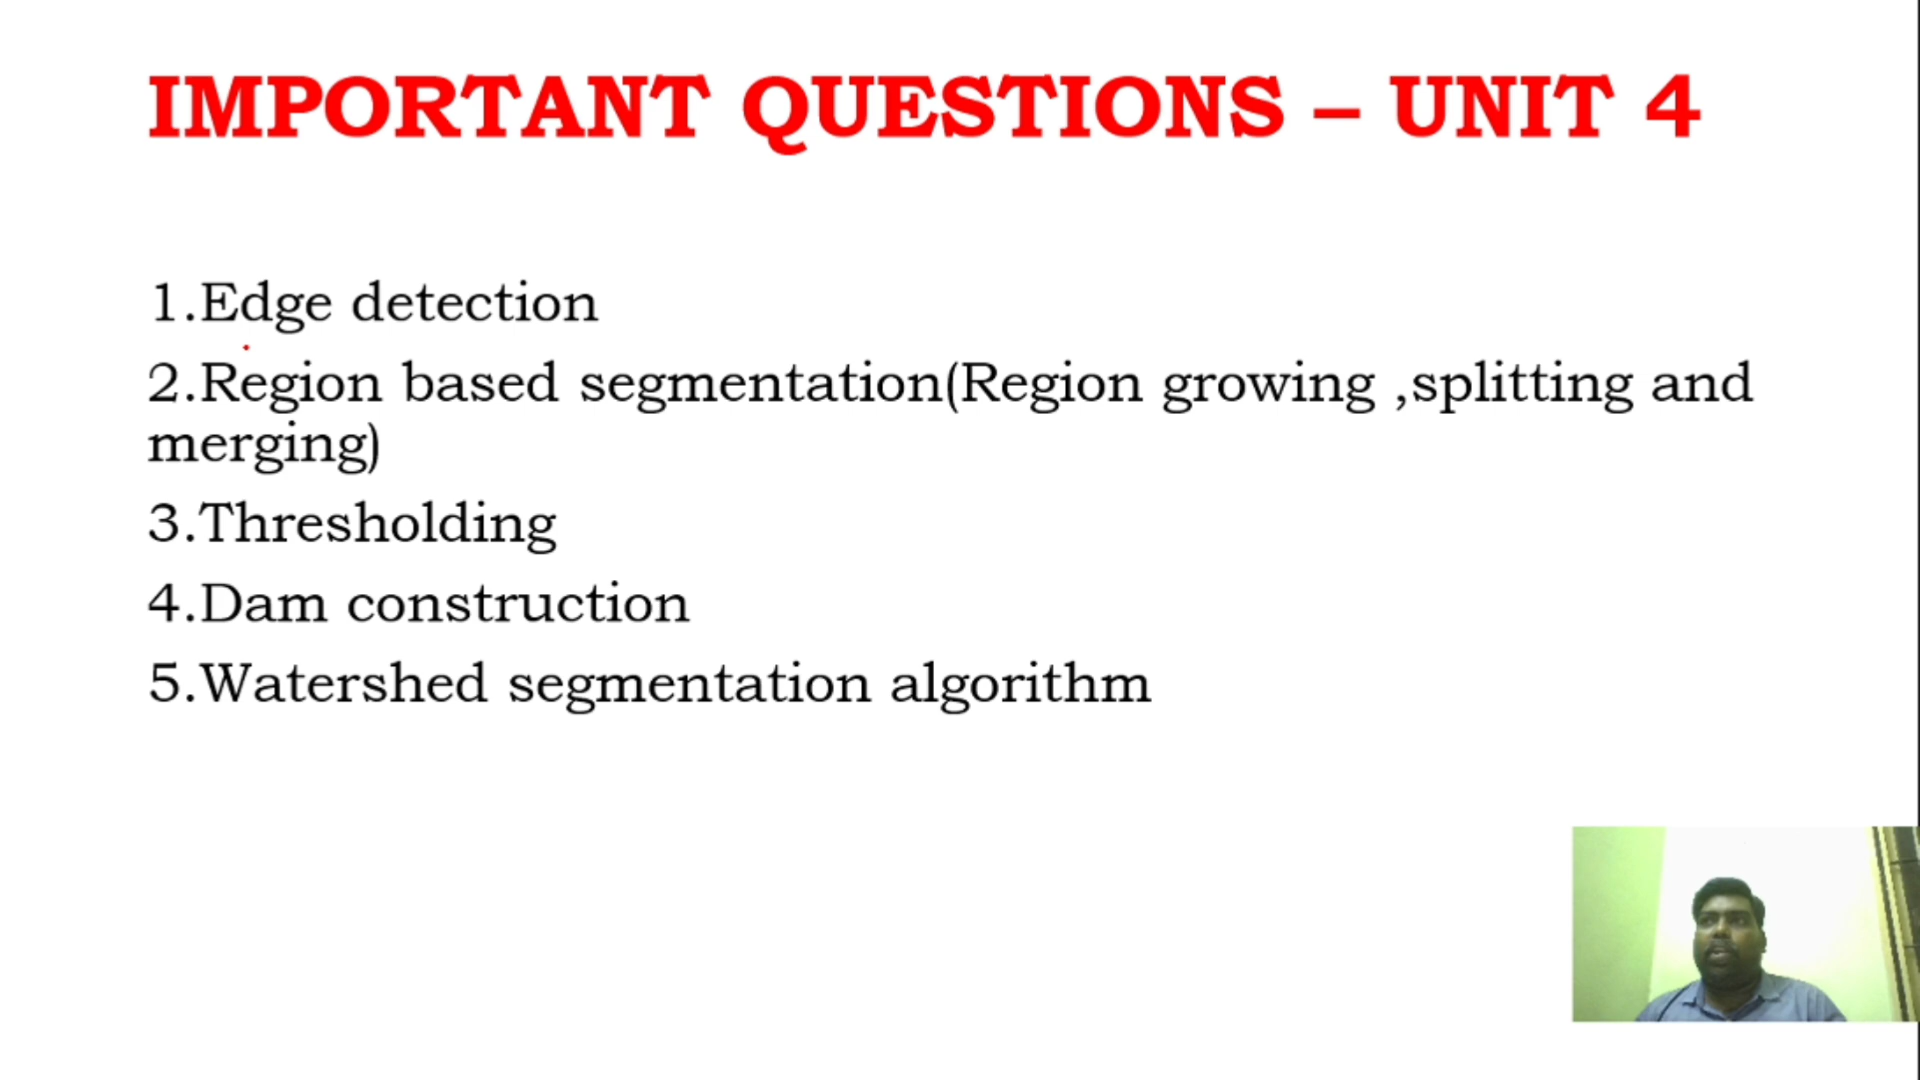 IMPORTANT QUESTIONS – UNIT 4
1.Edge detection
2.Region based segmentation(Region growing ,splitting and
merging)
3.Thresholding
4.Dam construction
5.Watershed segmentation algorithm